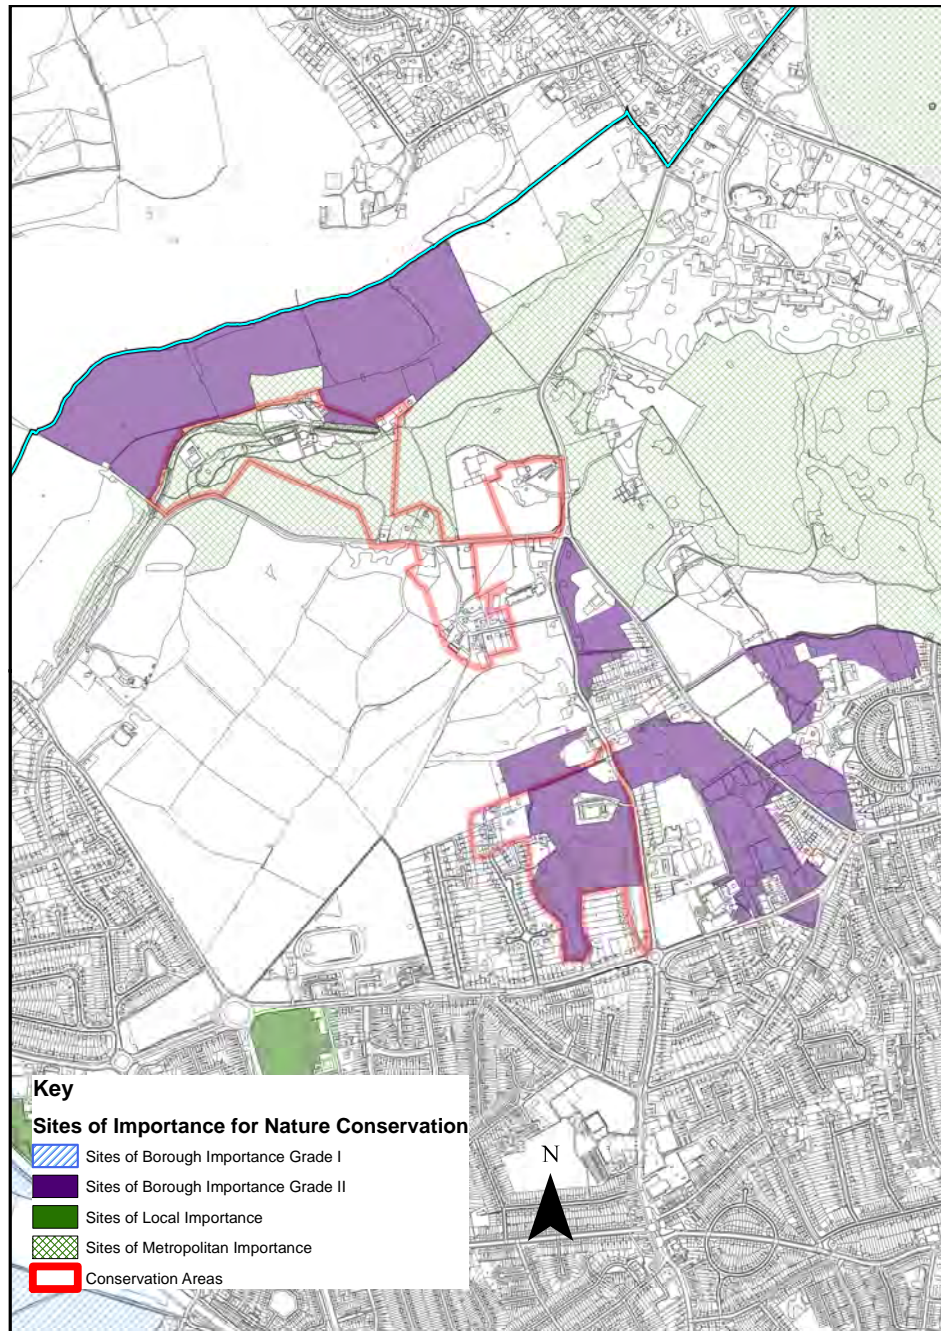 Key
Sites of Importance for Nature Conservation
Sites of Borough Importance Grade I
Sites of Borough Importance Grade II
Sites of Local Importance
Sites of Metropolitan Importance
Conservation Areas
N